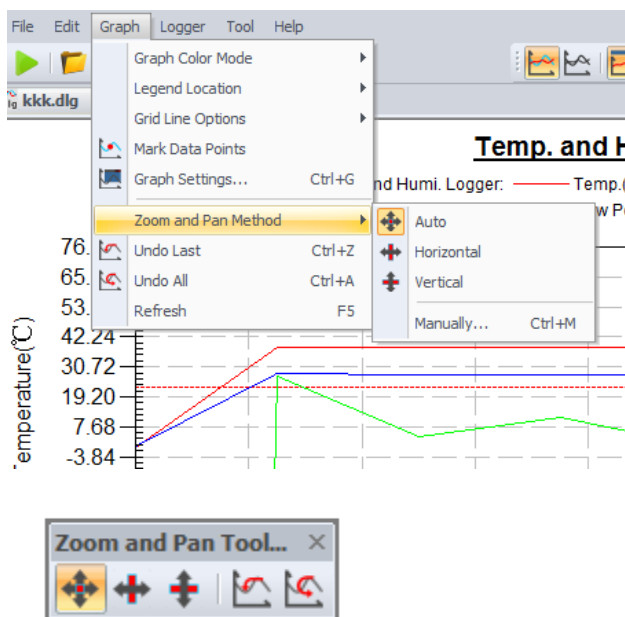 File Edit Graph Logger Tool Help
Graph Color Mode
kkk.dlg
Legend Location
Grid Line Options
Mark Data Points
Temp. and H
Graph Settings... Ctrl+G
nd Humi. Logger: Temp.(
Zoom and Pan Method
Auto
w P
76.
Undo Last Ctrl+Z
Horizontal
65.
Undo All Ctrl+A
Vertical
53.
Refresh F5
Manually... Ctrl+M
42.24
30.72
19.20
7.68
-3.84
emperature(℃)
Zoom and Pan Tool...